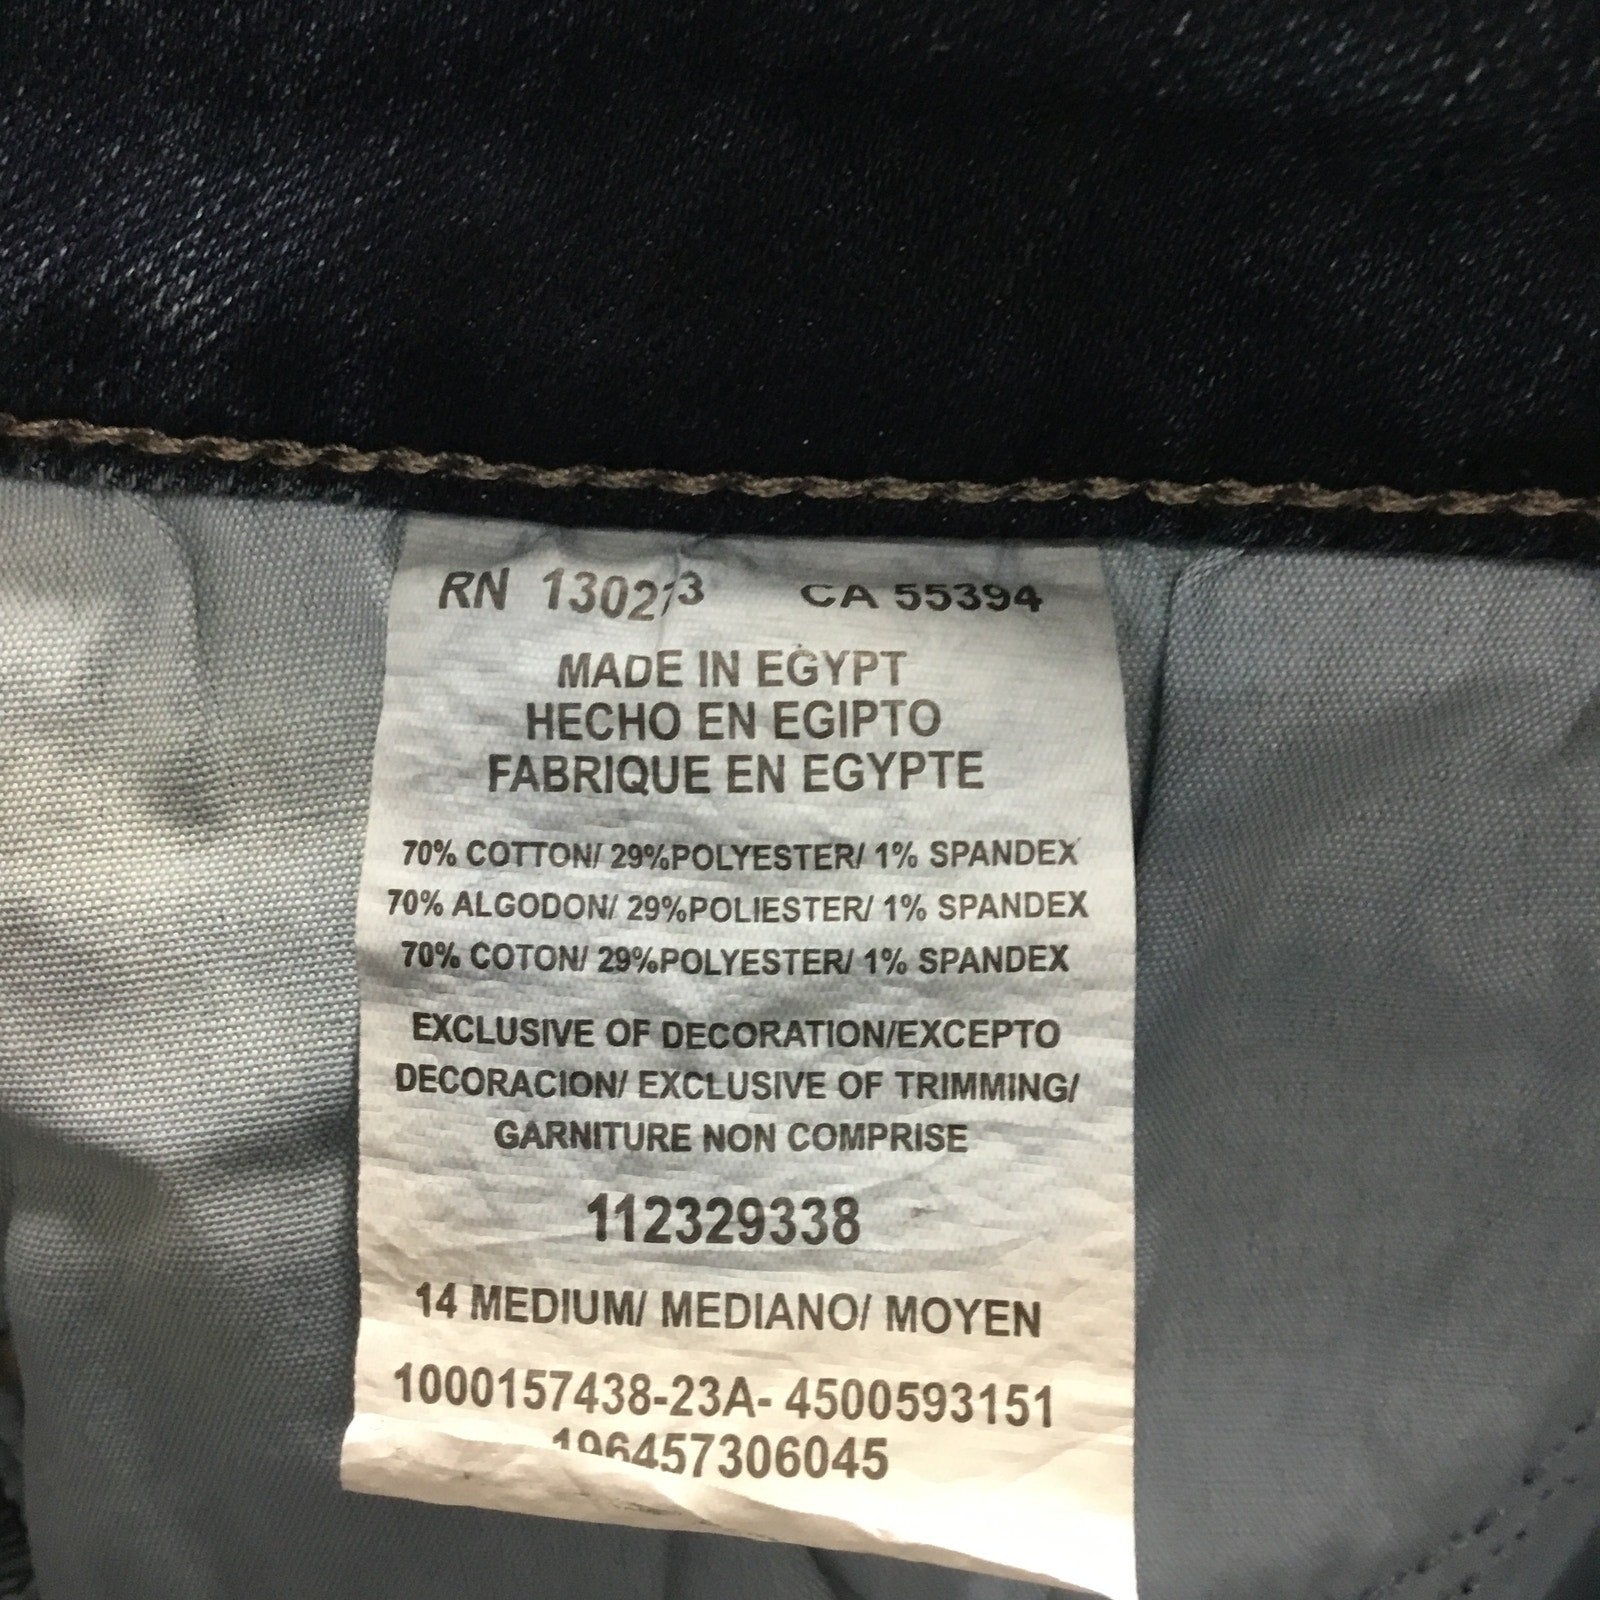 RN 130273 CA 55394
MADE IN EGYPT
HECHO EN EGIPTO
FABRIQUE EN EGYPTE
70% COTTON/ 29%POLYESTER/ 1% SPANDEX
70% ALGODON/ 29%POLIESTER/ 1% SPANDEX
70% COTON/ 29%POLYESTER/ 1% SPANDEX
EXCLUSIVE OF DECORATION/EXCEPTO
DECORACION/ EXCLUSIVE OF TRIMMING/
GARNITURE NON COMPRISE
112329338
14 MEDIUM/ MEDIANO/ MOYEN
1000157438-23A- 4500593151
196457306045